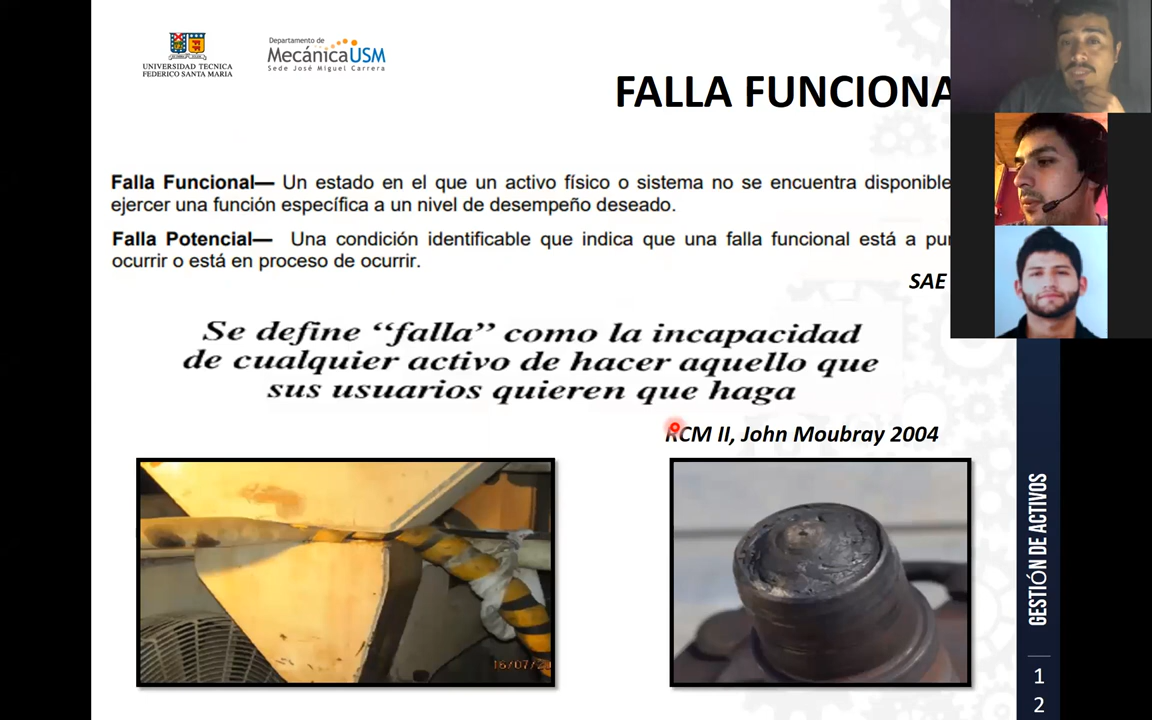 UNIVERSIDAD TECNICA
FEDERICO SANTA MARIA
Departamento de
MecánicaUSM
Sede José Miguel Carrera
FALLA FUNCIONA
Falla Funcional— Un estado en el que un activo físico o sistema no se encuentra disponible
ejercer una función específica a un nivel de desempeño deseado.
Falla Potencial— Una condición identificable que indica que una falla funcional está a pu
ocurrir o está en proceso de ocurrir.
SAE
Se define “falla” como la incapacidad
de cualquier activo de hacer aquello que
sus usuarios quieren que haga
RCM II, John Moubray 2004
16/07/20
GESTIÓN DE ACTIVOS
1
2